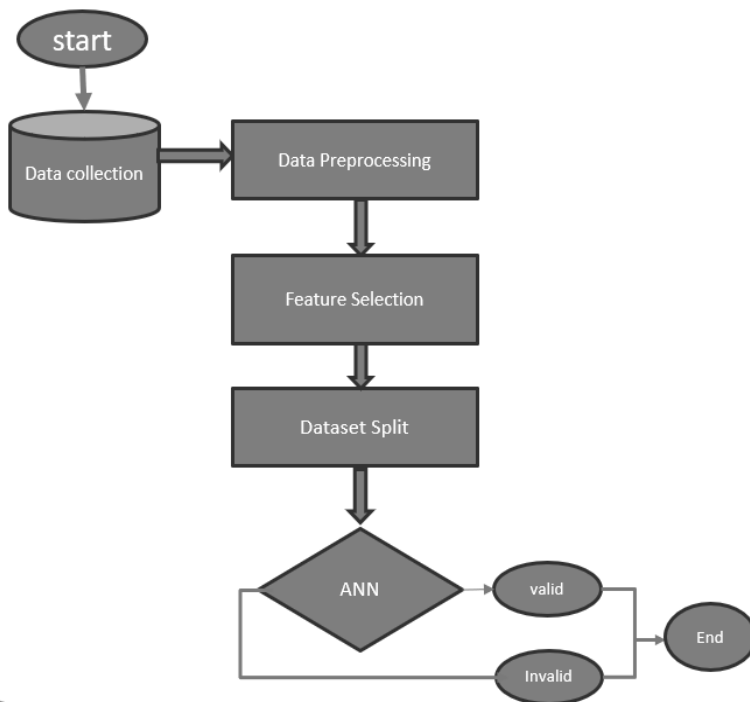 start
Data collection
Data Preprocessing
Feature Selection
Dataset Split
ANN
valid
Invalid
End